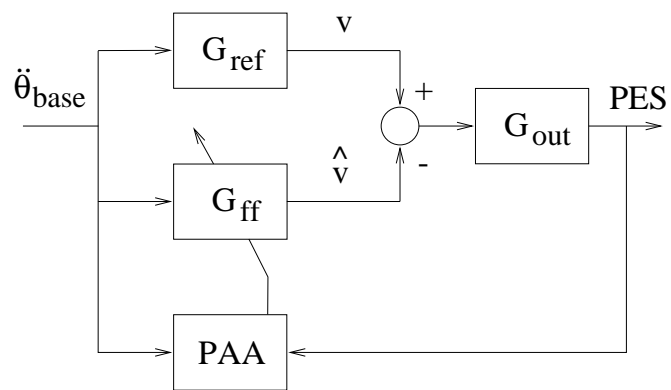 v
G_ref
θ̈_base
+
PES
G_out
v̂
-
G_ff
PAA